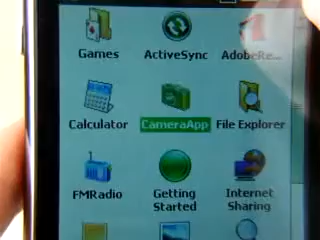 Games ActiveSync AdobeRe...
Calculator CameraApp File Explorer
FMRadio Getting Started Internet Sharing